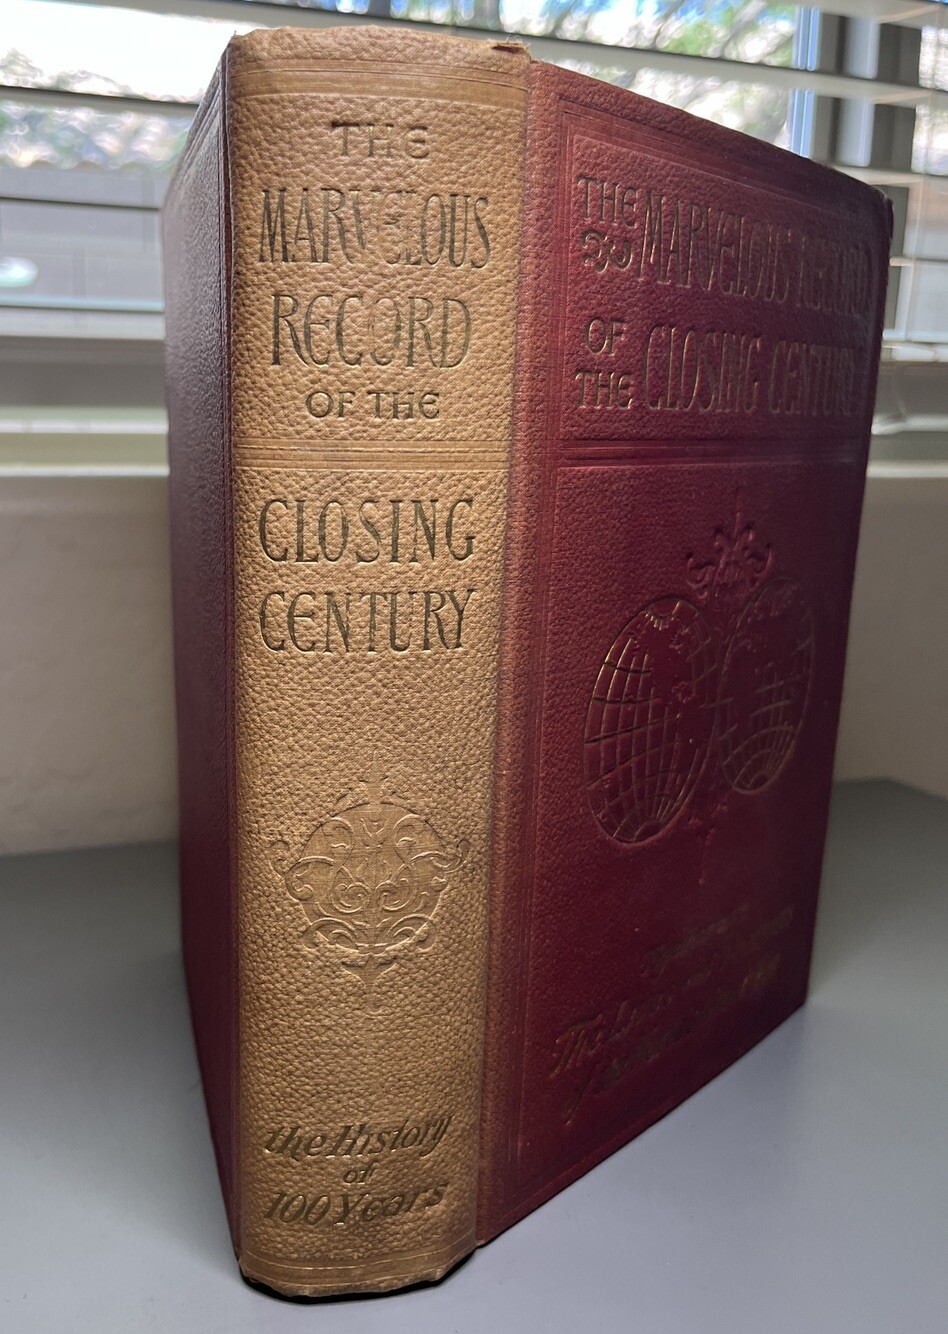 THE
MARVELOUS
RECORD
OF THE
CLOSING
CENTURY
the History
of
100 Years
THE MARVELOUS RECORD
OF
THE CLOSING CENTURY